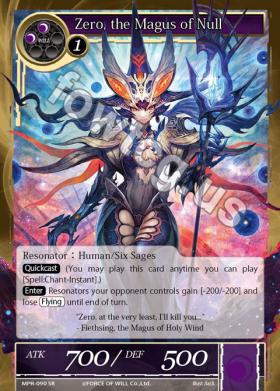 Zero, the Magus of Null
WILL
1
Resonator : Human/Six Sages
Quickcast (You may play this card anytime you can play
[Spell:Chant-Instant].)
Enter Resonators your opponent controls gain [-200/-200] and
lose Flying until end of turn.
"Zero, at the very least, I'll kill you..."
- Fiethsing, the Magus of Holy Wind
ATK 700/ DEF 500
MPR-090 SR ©FORCE OF WILL Co.,Ltd.